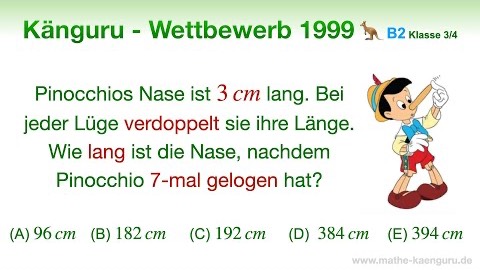 Känguru - Wettbewerb 1999 B2 Klasse 3/4
Pinocchios Nase ist 3 cm lang. Bei
jeder Lüge verdoppelt sie ihre Länge.
Wie lang ist die Nase, nachdem
Pinocchio 7-mal gelogen hat?
(A) 96 cm (B) 182 cm (C) 192 cm (D) 384 cm (E) 394 cm
www.mathe-kaenguru.de